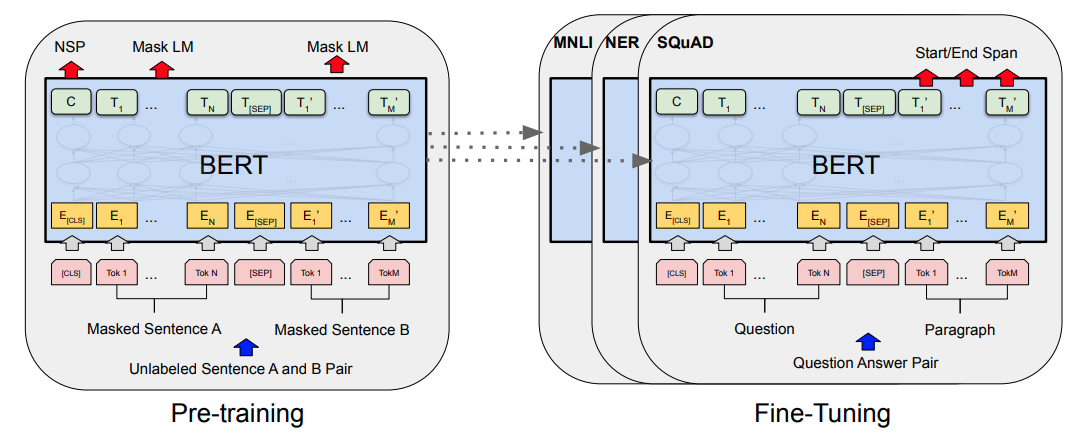 NSP Mask LM Mask LM
C T1 ... TN T[SEP] T1' ... TM'
...
BERT
...
E[CLS] E1 ... EN E[SEP] E1' ... EM'
[CLS] Tok 1 ... Tok N [SEP] Tok 1 ... TokM
Masked Sentence A Masked Sentence B
Unlabeled Sentence A and B Pair
Pre-training
MNLI NER SQuAD
Start/End Span
C T1 ... TN T[SEP] T1' ... TM'
...
BERT
...
E[CLS] E1 ... EN E[SEP] E1' ... EM'
[CLS] Tok 1 ... Tok N [SEP] Tok 1 ... TokM
Question Paragraph
Question Answer Pair
Fine-Tuning